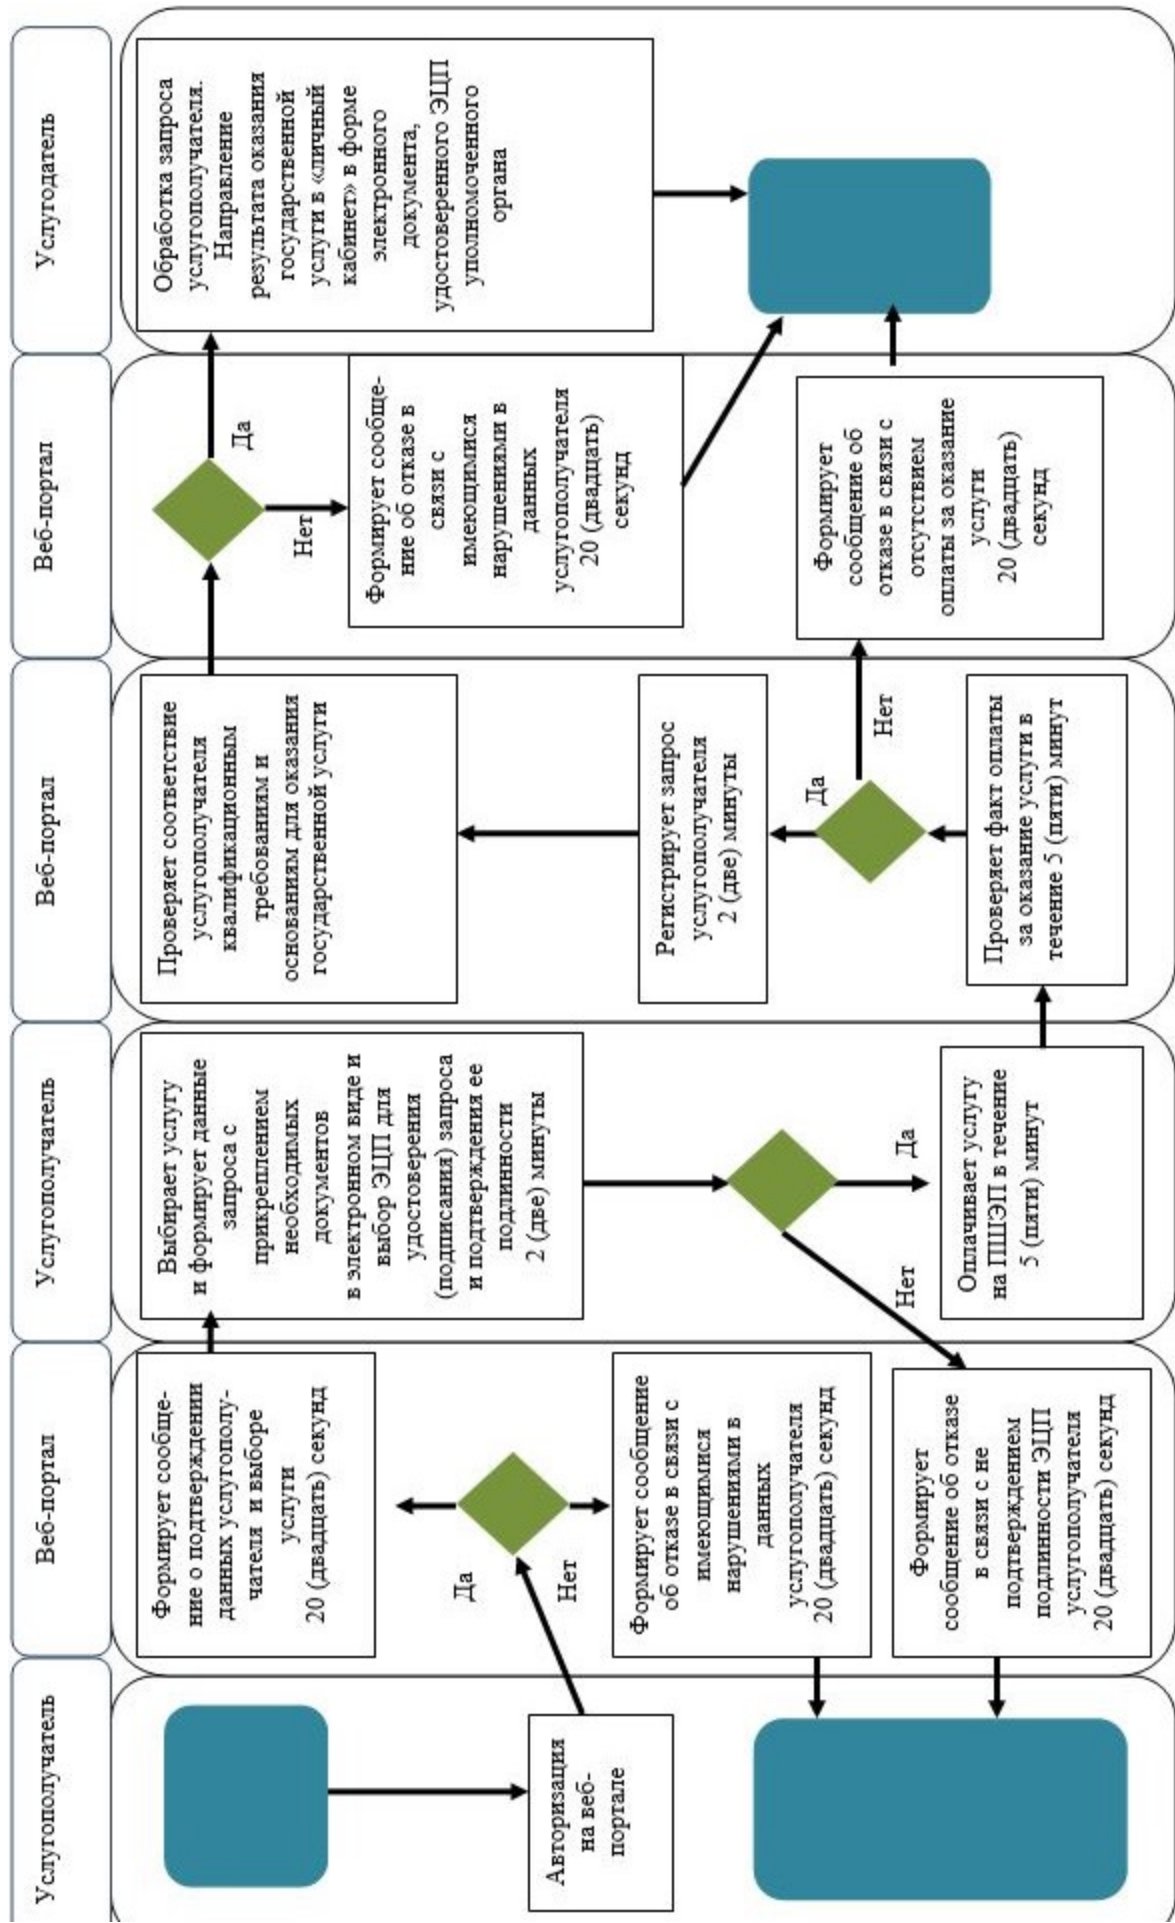 Услугополучатель
Веб-портал
Услугополучатель
Веб-портал
Веб-портал
Услугодатель
Авторизация
на веб-
портале
Формирует сообще-
ние о подтверждении
данных услугополу-
чателя и выборе
услуги
20 (двадцать) секунд
Да
Нет
Формирует сообщение
об отказе в связи с
имеющимися
нарушениями в
данных
услугополучателя
20 (двадцать) секунд
Формирует
сообщение об отказе
в связи с не
подтверждением
подлинности ЭЦП
услугополучателя
20 (двадцать) секунд
Выбирает услугу
и формирует данные
запроса с
прикреплением
необходимых
документов
в электронном виде и
выбор ЭЦП для
удостоверения
(подписания) запроса
и подтверждения ее
подлинности
2 (две) минуты
Нет
Да
Оплачивает услугу
на ПШЭП в течение
5 (пяти) минут
Проверяет соответствие
услугополучателя
квалификационным
требованиям и
основаниям для оказания
государственной услуги
Регистрирует запрос
услугополучателя
2 (две) минуты
Да
Нет
Проверяет факт оплаты
за оказание услуги в
течение 5 (пяти) минут
Да
Нет
Формирует сообще-
ние об отказе в
связи с
имеющимися
нарушениями в
данных
услугополучателя
20 (двадцать)
секунд
Формирует
сообщение об
отказе в связи с
отсутствием
оплаты за оказание
услуги
20 (двадцать)
секунд
Обработка запроса
услугополучателя.
Направление
результата оказания
государственной
услуги в «личный
кабинет» в форме
электронного
документа,
удостоверенного ЭЦП
уполномоченного
органа